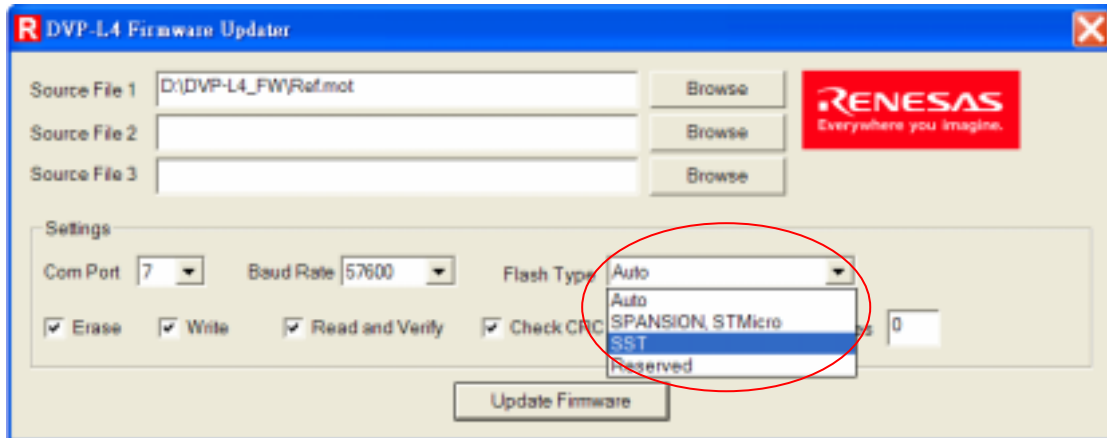 R DVP-L4 Firmware Updater
Source File 1 D:\DVP-L4_FW\Ref.mot Browse
RENESAS
Everywhere you imagine.
Source File 2 Browse
Source File 3 Browse
Settings
Com Port 7 Baud Rate 57600 Flash Type Auto
Auto
SPANSION, STMicro
Erase Write Read and Verify Check CRC 0
SST
Reserved
Update Firmware